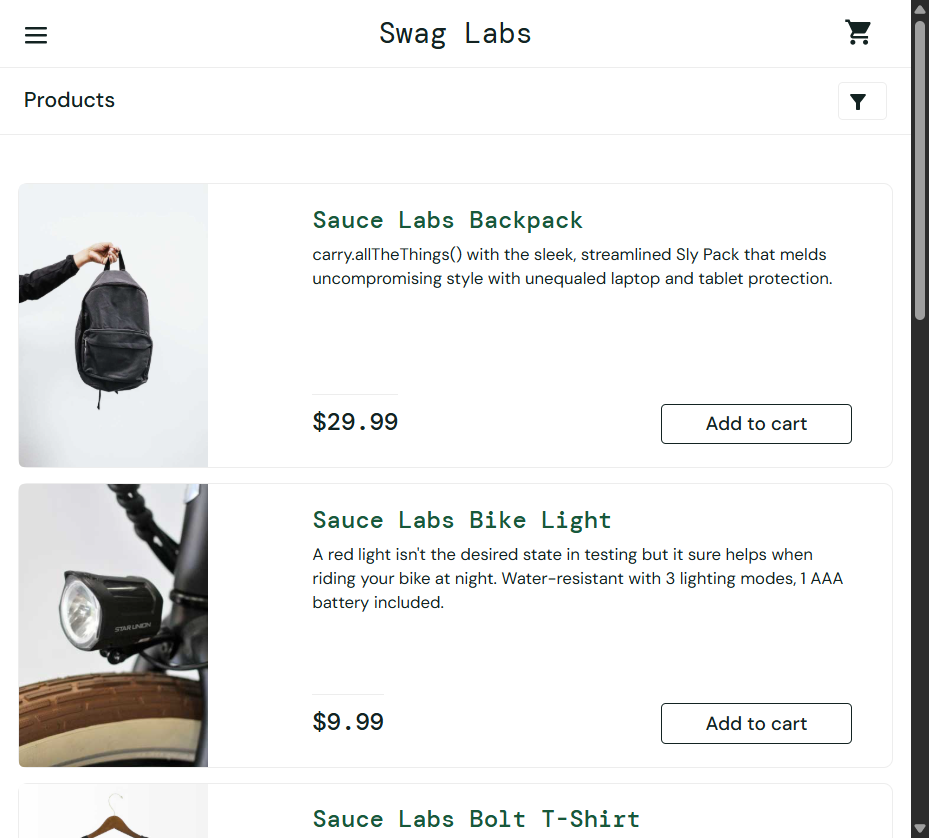 Swag Labs
Products
Sauce Labs Backpack
carry.allTheThings() with the sleek, streamlined Sly Pack that melds
uncompromising style with unequaled laptop and tablet protection.
$29.99
Add to cart
Sauce Labs Bike Light
A red light isn't the desired state in testing but it sure helps when
riding your bike at night. Water-resistant with 3 lighting modes, 1 AAA
battery included.
STAR UNION
$9.99
Add to cart
Sauce Labs Bolt T-Shirt